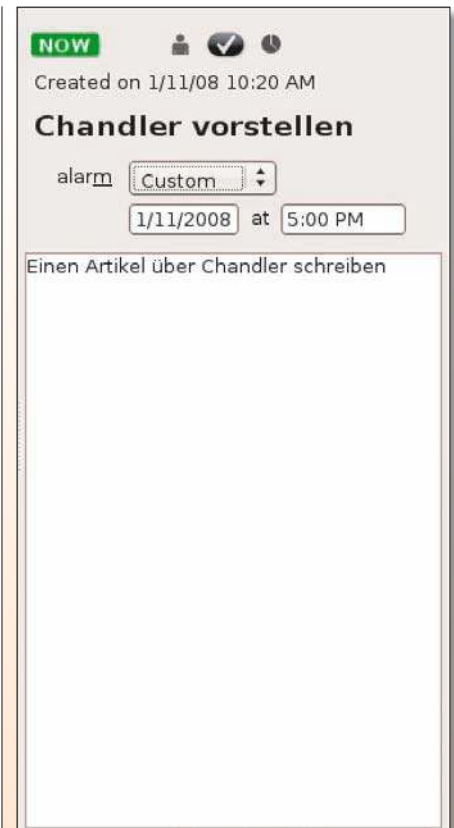 NOW
Created on 1/11/08 10:20 AM
Chandler vorstellen
alarm Custom
1/11/2008 at 5:00 PM
Einen Artikel über Chandler schreiben